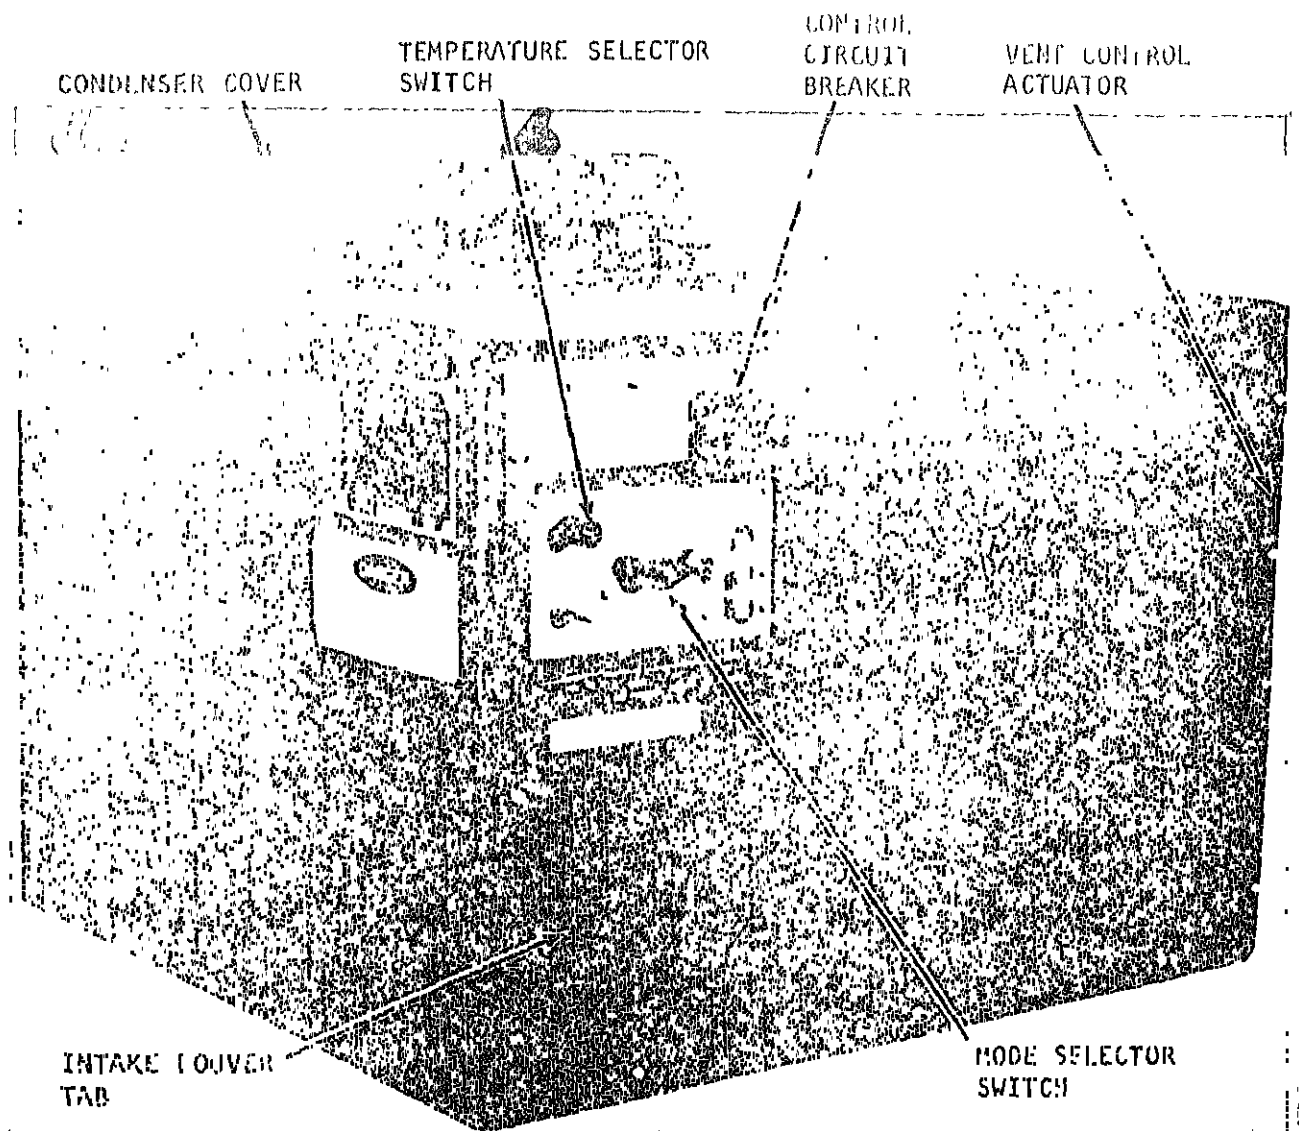 CONDENSER COVER
TEMPERATURE SELECTOR
SWITCH
CONTROL
CIRCUIT
BREAKER
VENT CONTROL
ACTUATOR
INTAKE LOUVER
TAB
MODE SELECTOR
SWITCH